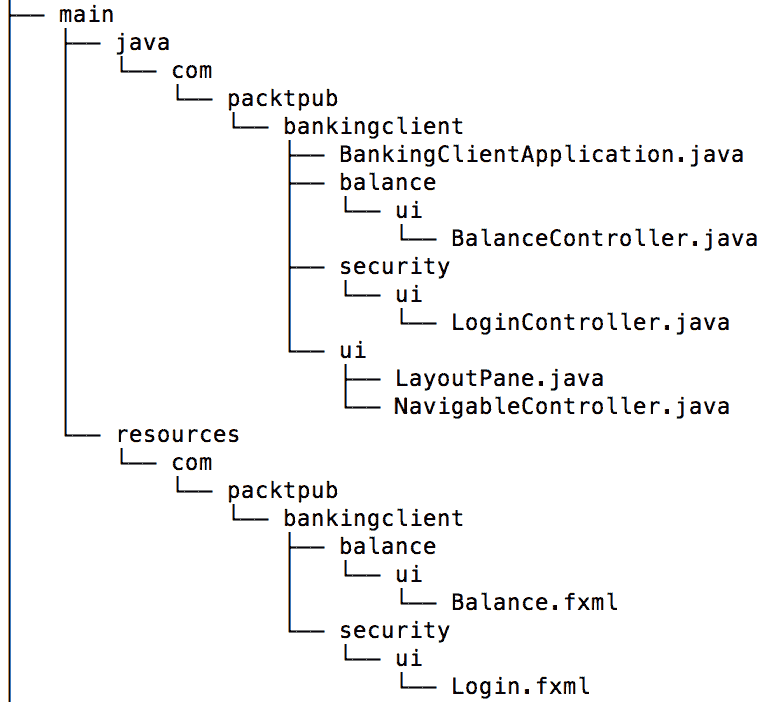 main
java
com
packtpub
bankingclient
BankingClientApplication.java
balance
ui
BalanceController.java
security
ui
LoginController.java
ui
LayoutPane.java
NavigableController.java
resources
com
packtpub
bankingclient
balance
ui
Balance.fxml
security
ui
Login.fxml